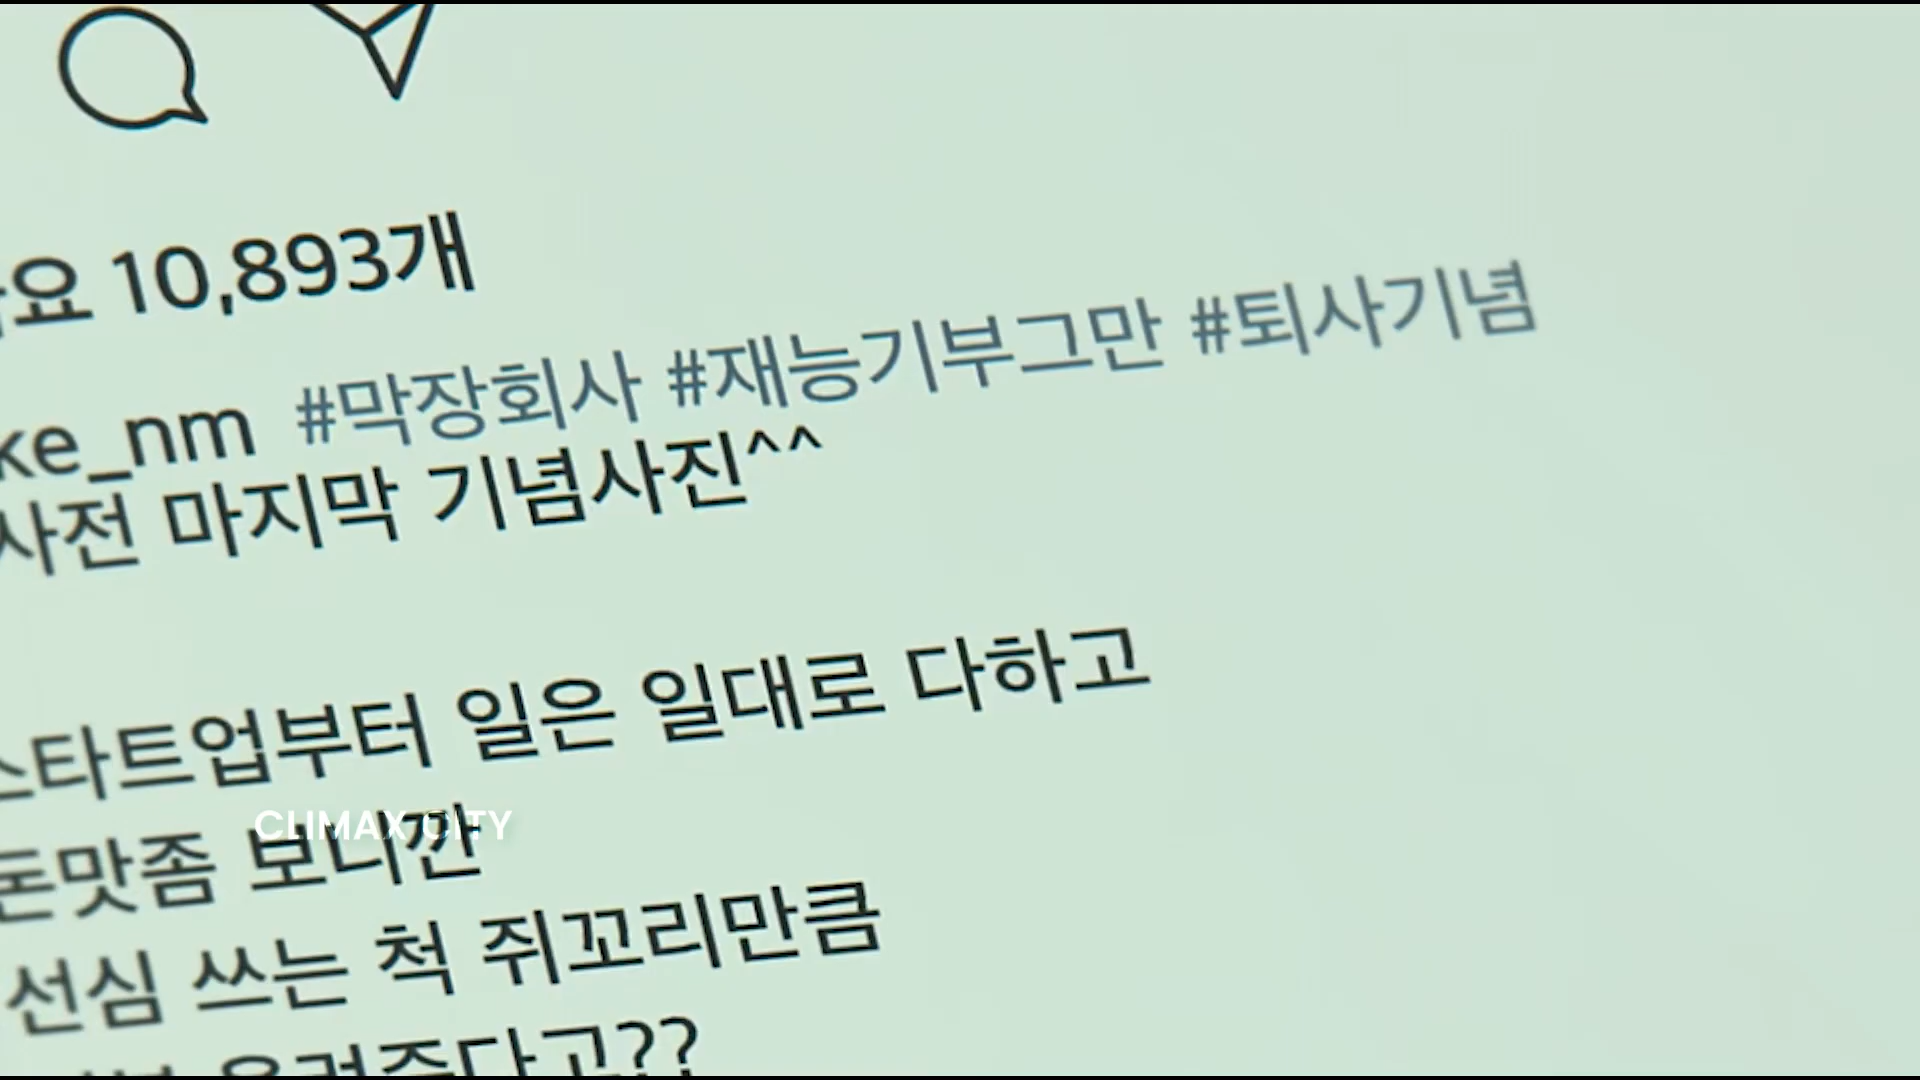 요 10,893개
ke_nm #막장회사 #재능기부그만 #퇴사기념
사전 마지막 기념사진^^
스타트업부터 일은 일대로 다하고
돈맛좀 보니깐
CLIMAX CITY
선심 쓰는 척 쥐꼬리만큼
올려준다고??